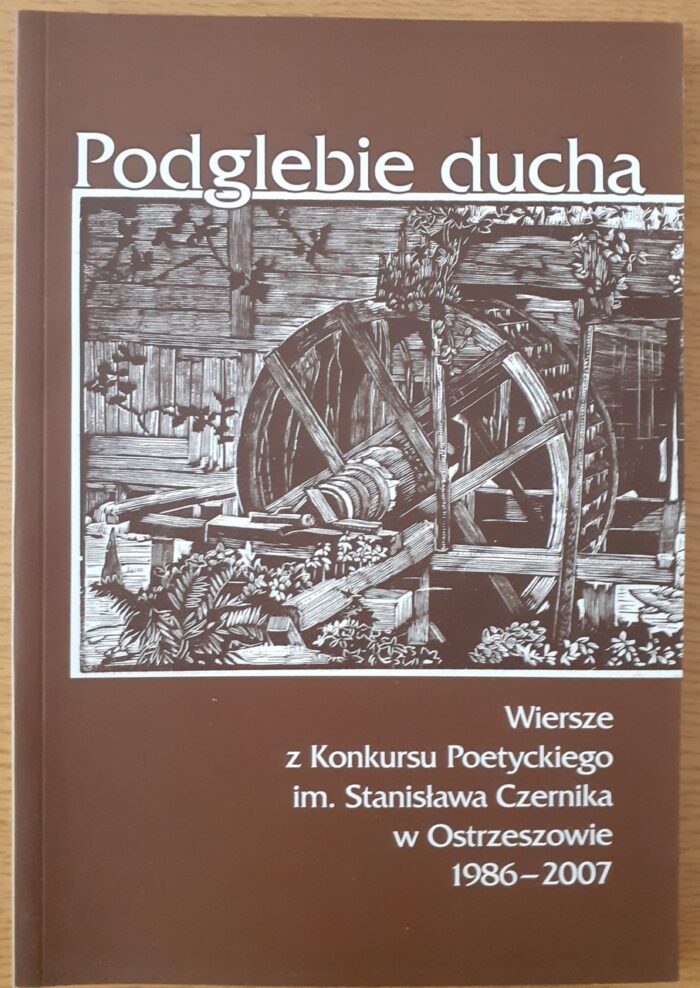 Podglebie ducha
Wiersze
z Konkursu Poetyckiego
im. Stanisława Czernika
w Ostrzeszowie
1986–2007